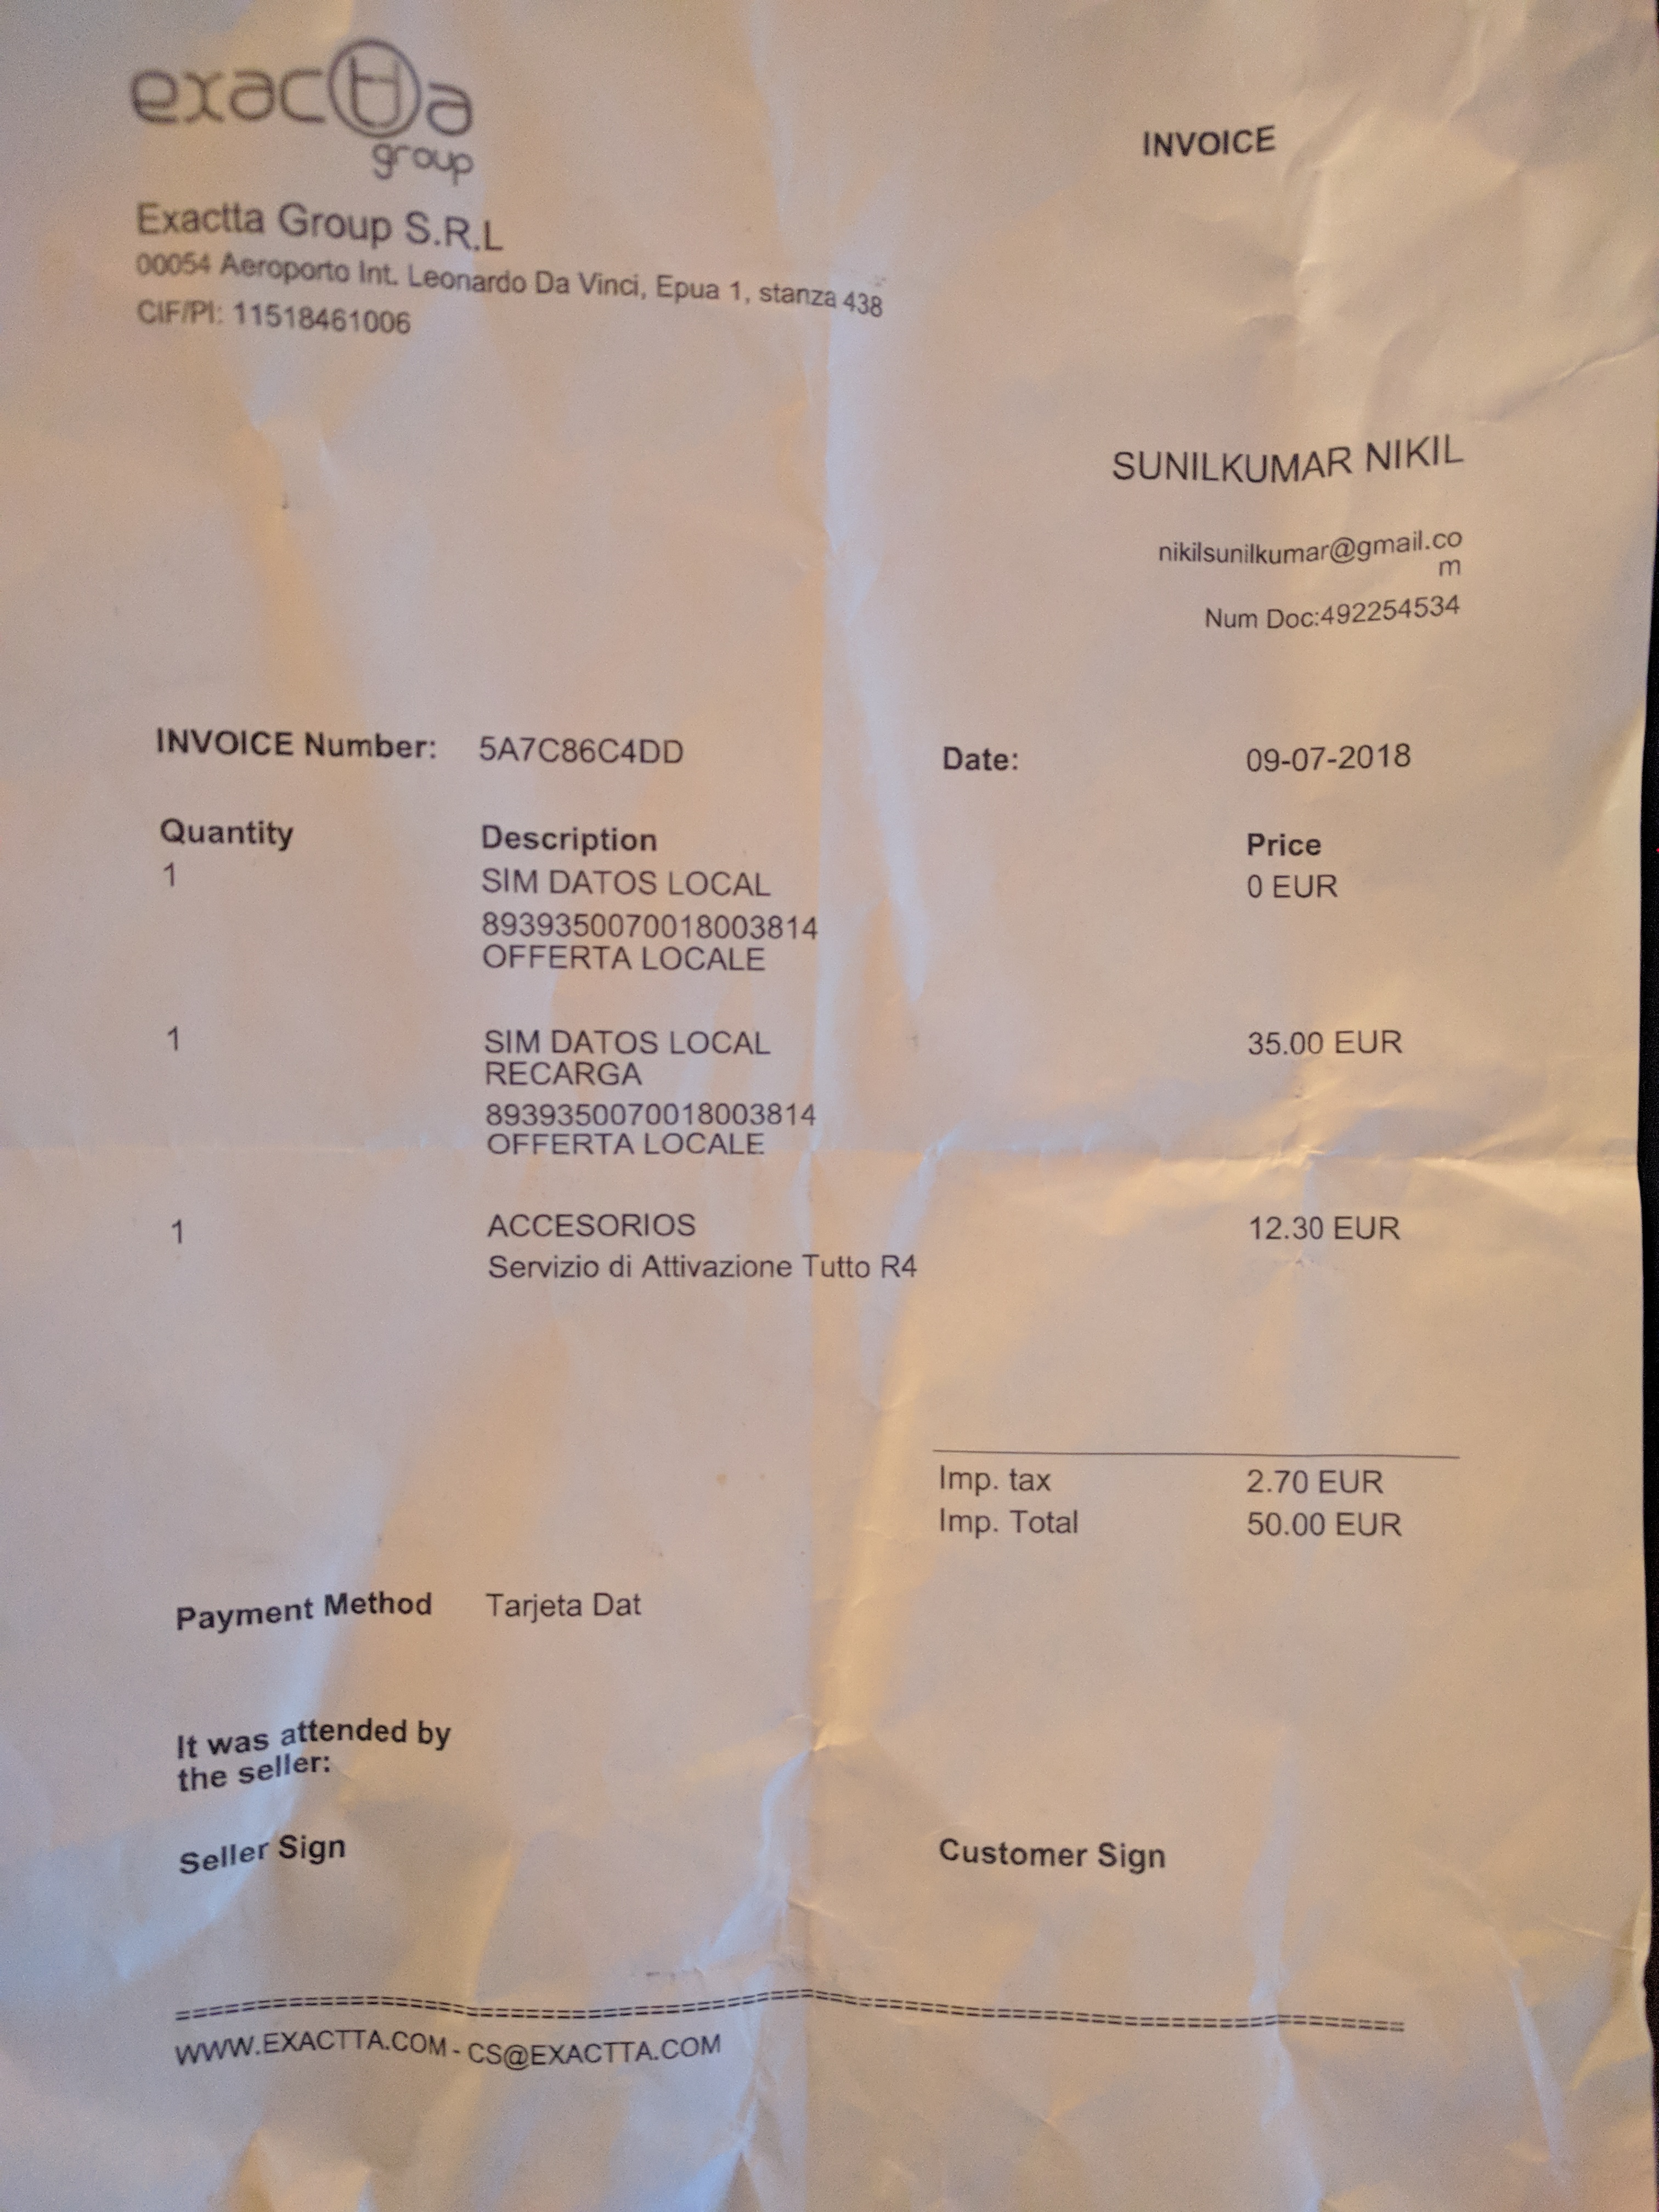 exactta
group
INVOICE
Exactta Group S.R.L
00054 Aeroporto Int. Leonardo Da Vinci, Epua 1, stanza 438
CIF/PI: 11518461006
SUNILKUMAR NIKIL
nikilsunilkumar@gmail.co
m
Num Doc:492254534
INVOICE Number: 5A7C86C4DD Date: 09-07-2018
Quantity Description Price
1 SIM DATOS LOCAL 0 EUR
8939350070018003814
OFFERTA LOCALE
1 SIM DATOS LOCAL 35.00 EUR
RECARGA
8939350070018003814
OFFERTA LOCALE
1 ACCESORIOS 12.30 EUR
Servizio di Attivazione Tutto R4
Imp. tax 2.70 EUR
Imp. Total 50.00 EUR
Payment Method Tarjeta Dat
It was attended by
the seller:
Seller Sign Customer Sign
WWW.EXACTTA.COM - CS@EXACTTA.COM